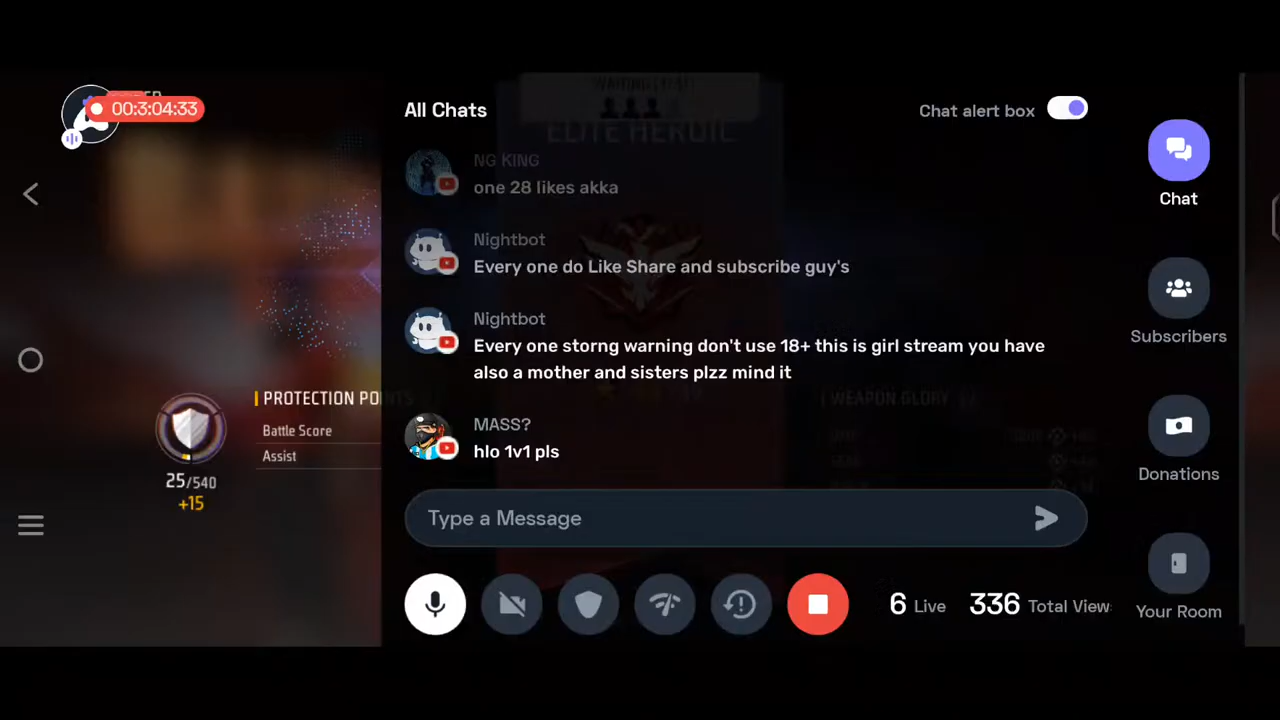 00:3:04:33
All Chats
Chat alert box
ELITE HEROIC
NG KING
one 28 likes akka
Chat
Nightbot
Every one do Like Share and subscribe guy's
Nightbot
Every one storng warning don't use 18+ this is girl stream you have
also a mother and sisters plzz mind it
Subscribers
PROTECTION POINTS
Battle Score
Assist
25/540
+15
WEAPON GLORY
MASS?
hlo 1v1 pls
Donations
Type a Message
6 Live 336 Total View
Your Room